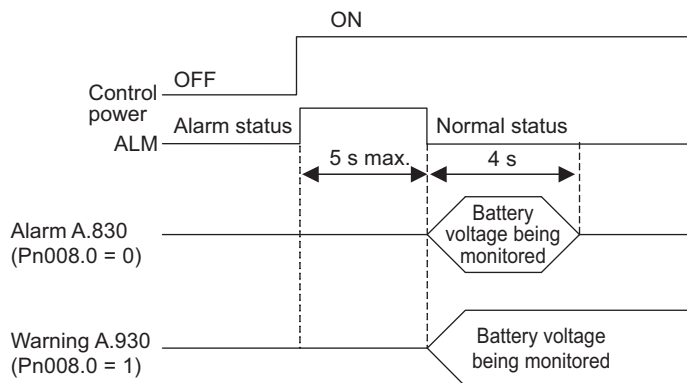 ON
OFF
Control
power
ALM
Alarm status
Normal status
5 s max.
4 s
Alarm A.830
(Pn008.0 = 0)
Battery
voltage being
monitored
Warning A.930
(Pn008.0 = 1)
Battery voltage
being monitored